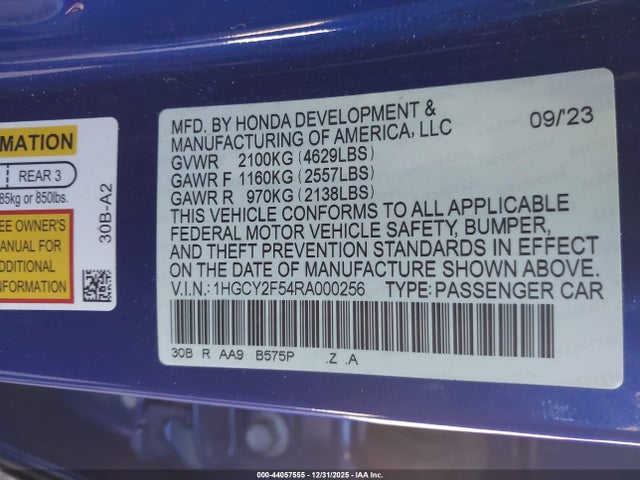 MATION
REAR 3
85kg or 850lbs.
EE OWNER'S
ANUAL FOR
ADDITIONAL
NFORMATION
30B-A2
MFD. BY HONDA DEVELOPMENT &
MANUFACTURING OF AMERICA, LLC 09/'23
GVWR 2100KG (4629LBS)
GAWR F 1160KG (2557LBS)
GAWR R 970KG (2138LBS)
THIS VEHICLE CONFORMS TO ALL APPLICABLE
FEDERAL MOTOR VEHICLE SAFETY, BUMPER,
AND THEFT PREVENTION STANDARDS IN EFFECT
ON THE DATE OF MANUFACTURE SHOWN ABOVE.
V.I.N.: 1HGCY2F54RA000256 TYPE: PASSENGER CAR
30B R AA9 B575P .Z .A
000-44057555 - 12/31/2025 - IAA Inc.